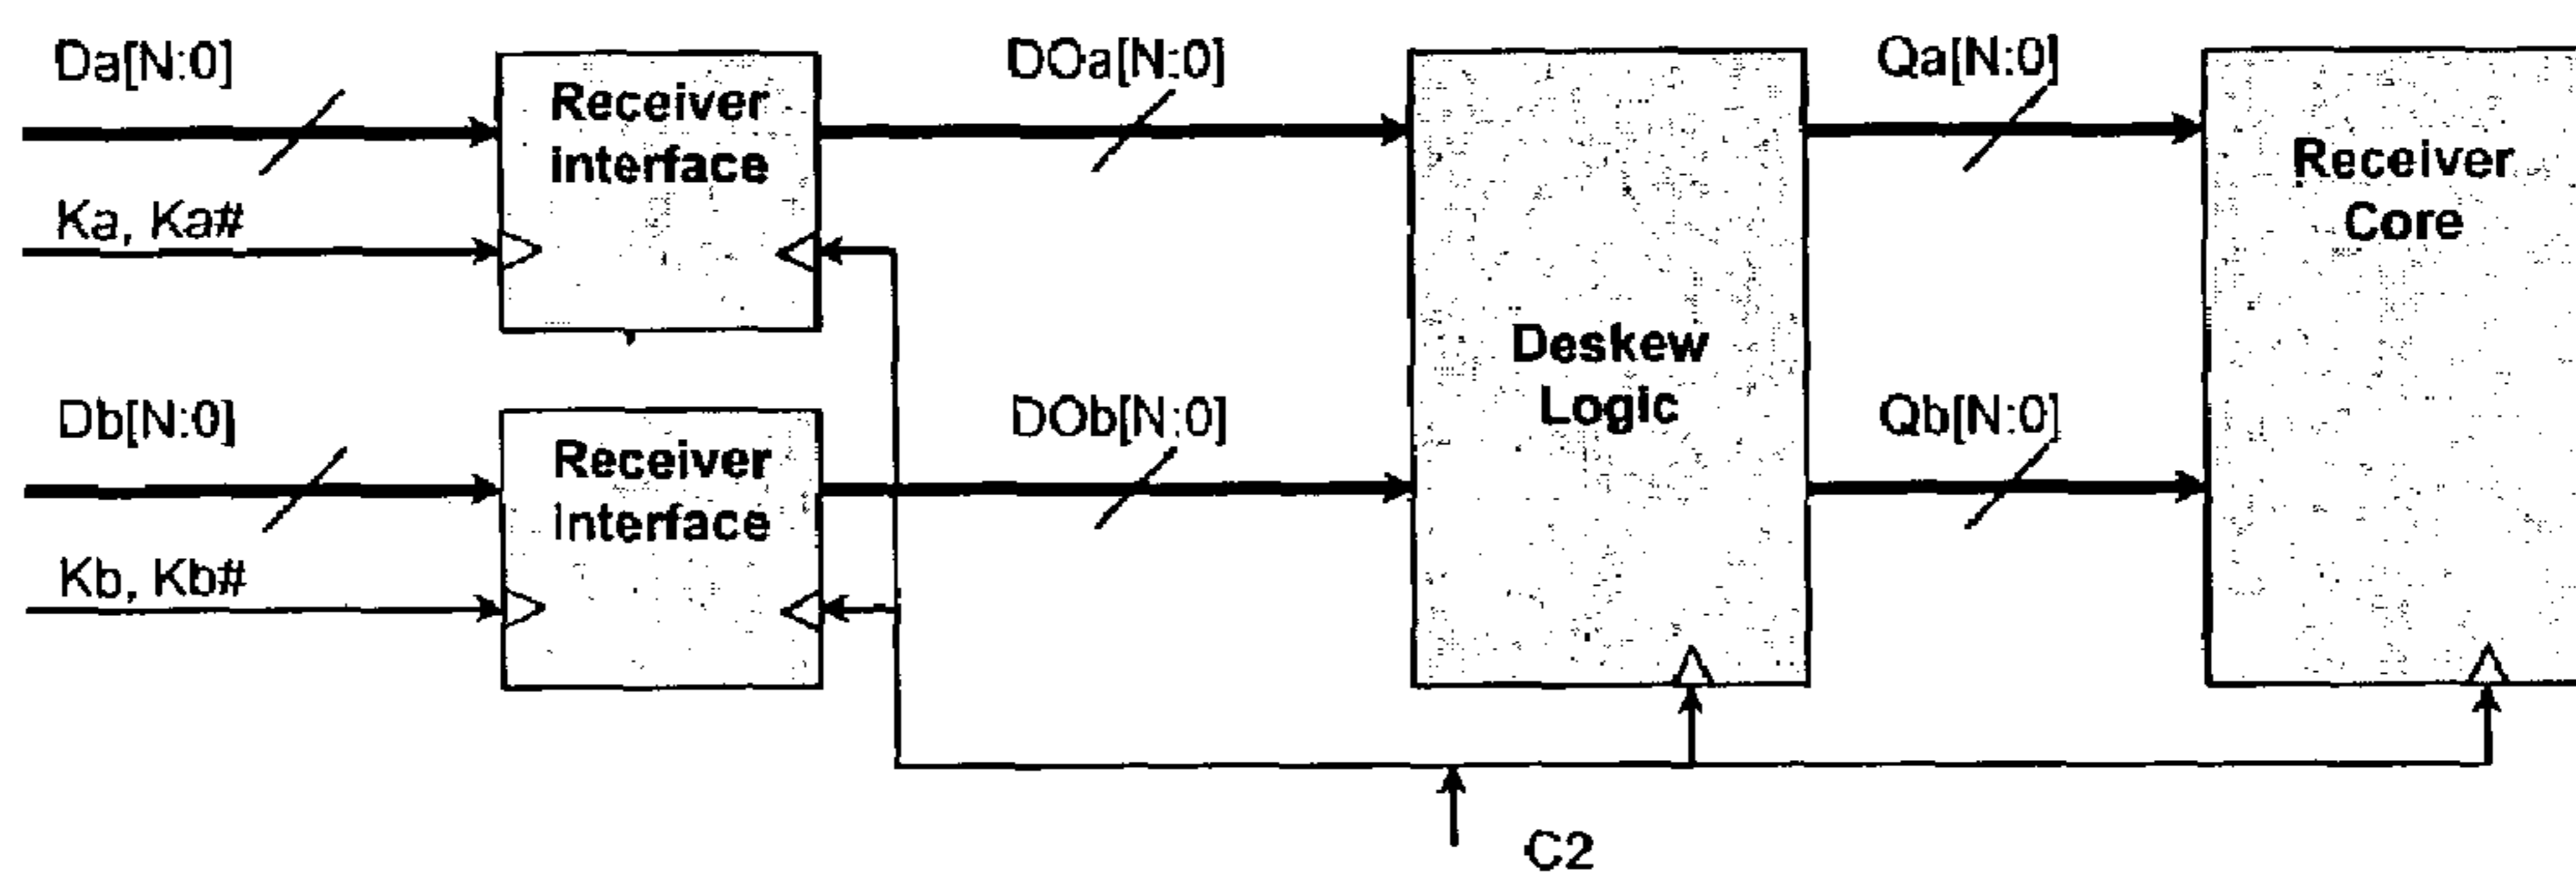 Da[N:0]
Receiver
interface
DOa[N:0]
Qa[N:0]
Receiver
Core
Ka, Ka#
Deskew
Logic
Db[N:0]
Receiver
Interface
DOb[N:0]
Qb[N:0]
Kb, Kb#
C2